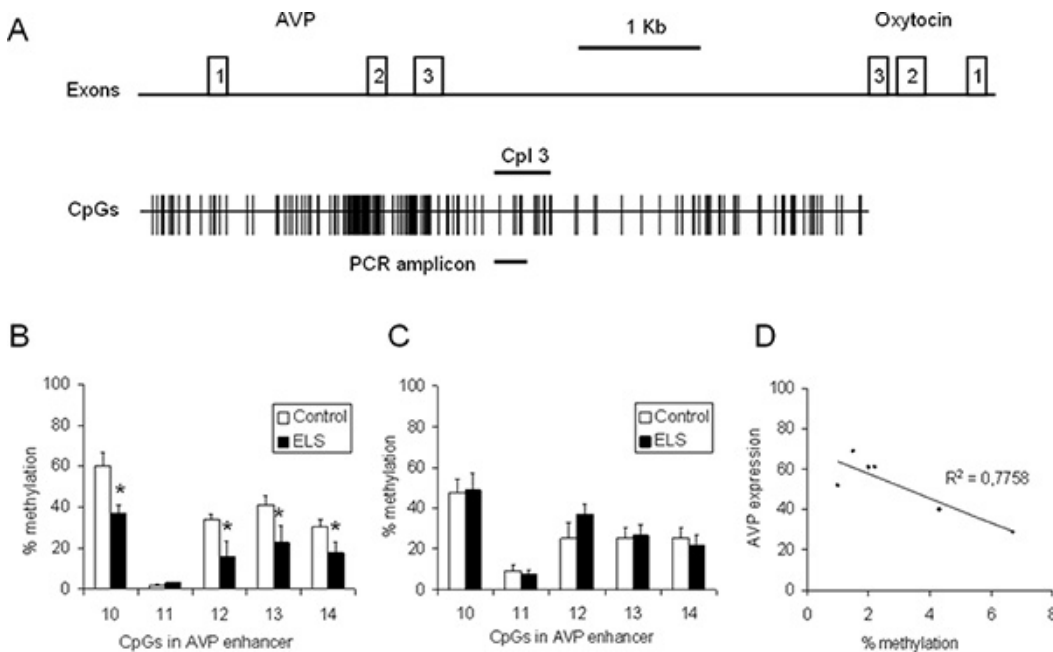 A
AVP
1 Kb
Oxytocin
Exons
1
2
3
3
2
1
CpI 3
CpGs
PCR amplicon
B
% methylation
100
80
60
40
20
0
Control
ELS
*
*
*
*
10
11
12
13
14
CpGs in AVP enhancer
C
% methylation
100
80
60
40
20
0
Control
ELS
10
11
12
13
14
CpGs in AVP enhancer
D
AVP expression
100
80
60
40
20
0
R² = 0,7758
0
2
4
6
8
% methylation